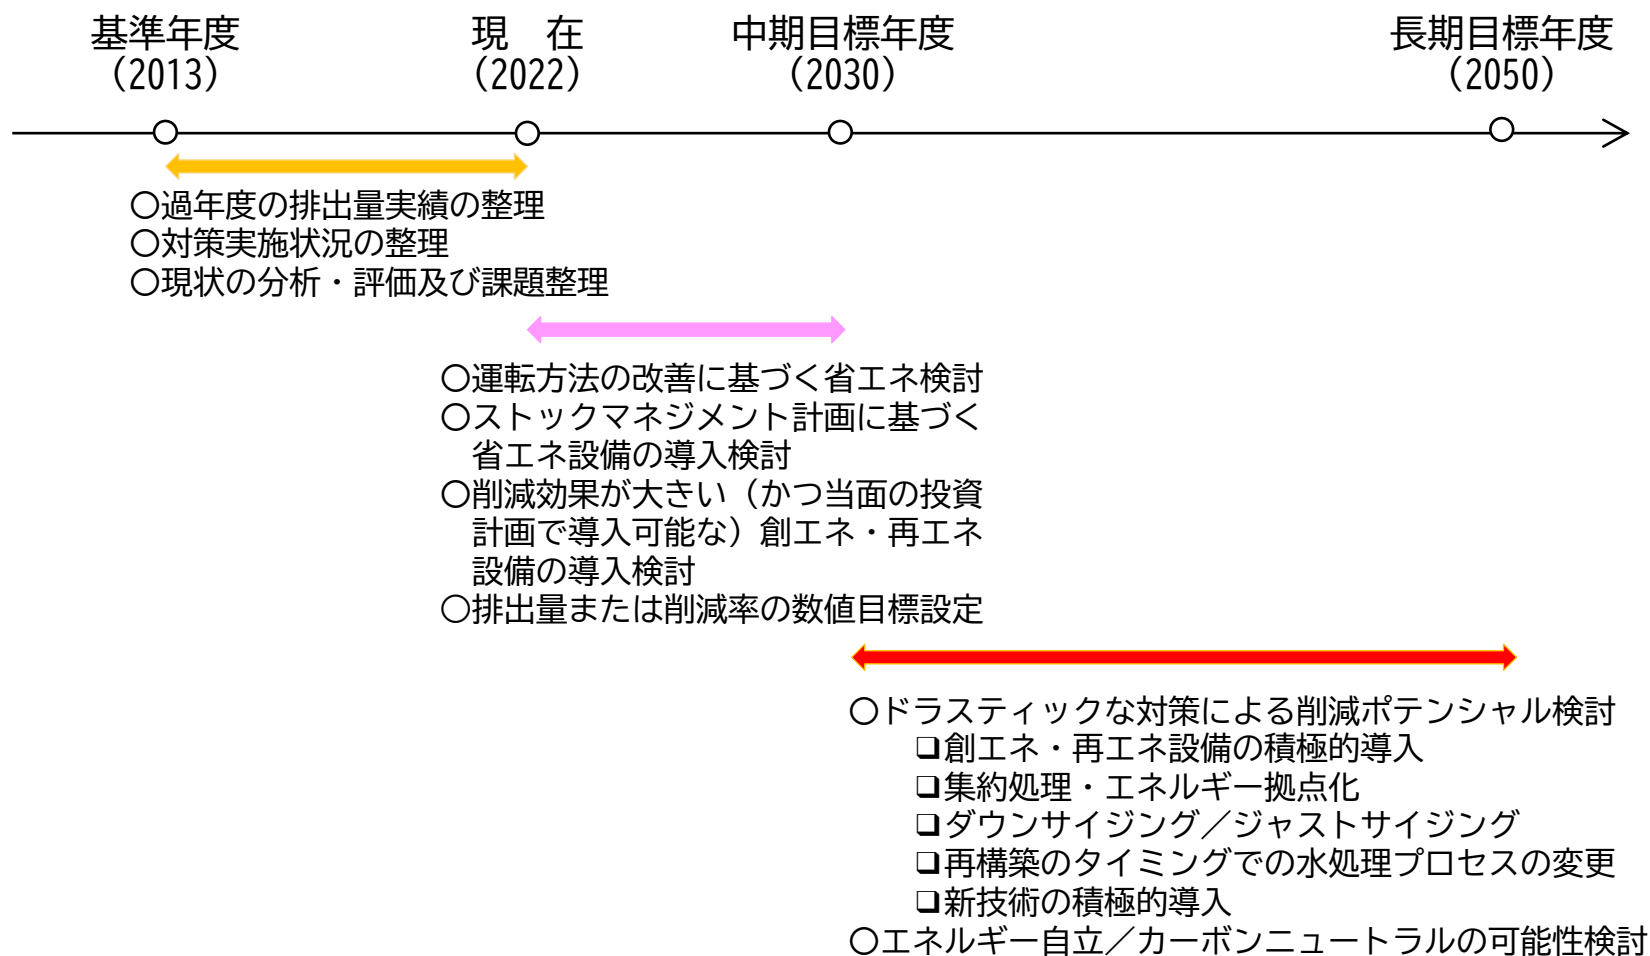 基準年度
（2013）
現　在
（2022）
中期目標年度
（2030）
長期目標年度
（2050）
〇過年度の排出量実績の整理
〇対策実施状況の整理
〇現状の分析・評価及び課題整理
〇運転方法の改善に基づく省エネ検討
〇ストックマネジメント計画に基づく
省エネ設備の導入検討
〇削減効果が大きい（かつ当面の投資
計画で導入可能な）創エネ・再エネ
設備の導入検討
〇排出量または削減率の数値目標設定
〇ドラスティックな対策による削減ポテンシャル検討
❑創エネ・再エネ設備の積極的導入
❑集約処理・エネルギー拠点化
❑ダウンサイジング／ジャストサイジング
❑再構築のタイミングでの水処理プロセスの変更
❑新技術の積極的導入
〇エネルギー自立／カーボンニュートラルの可能性検討